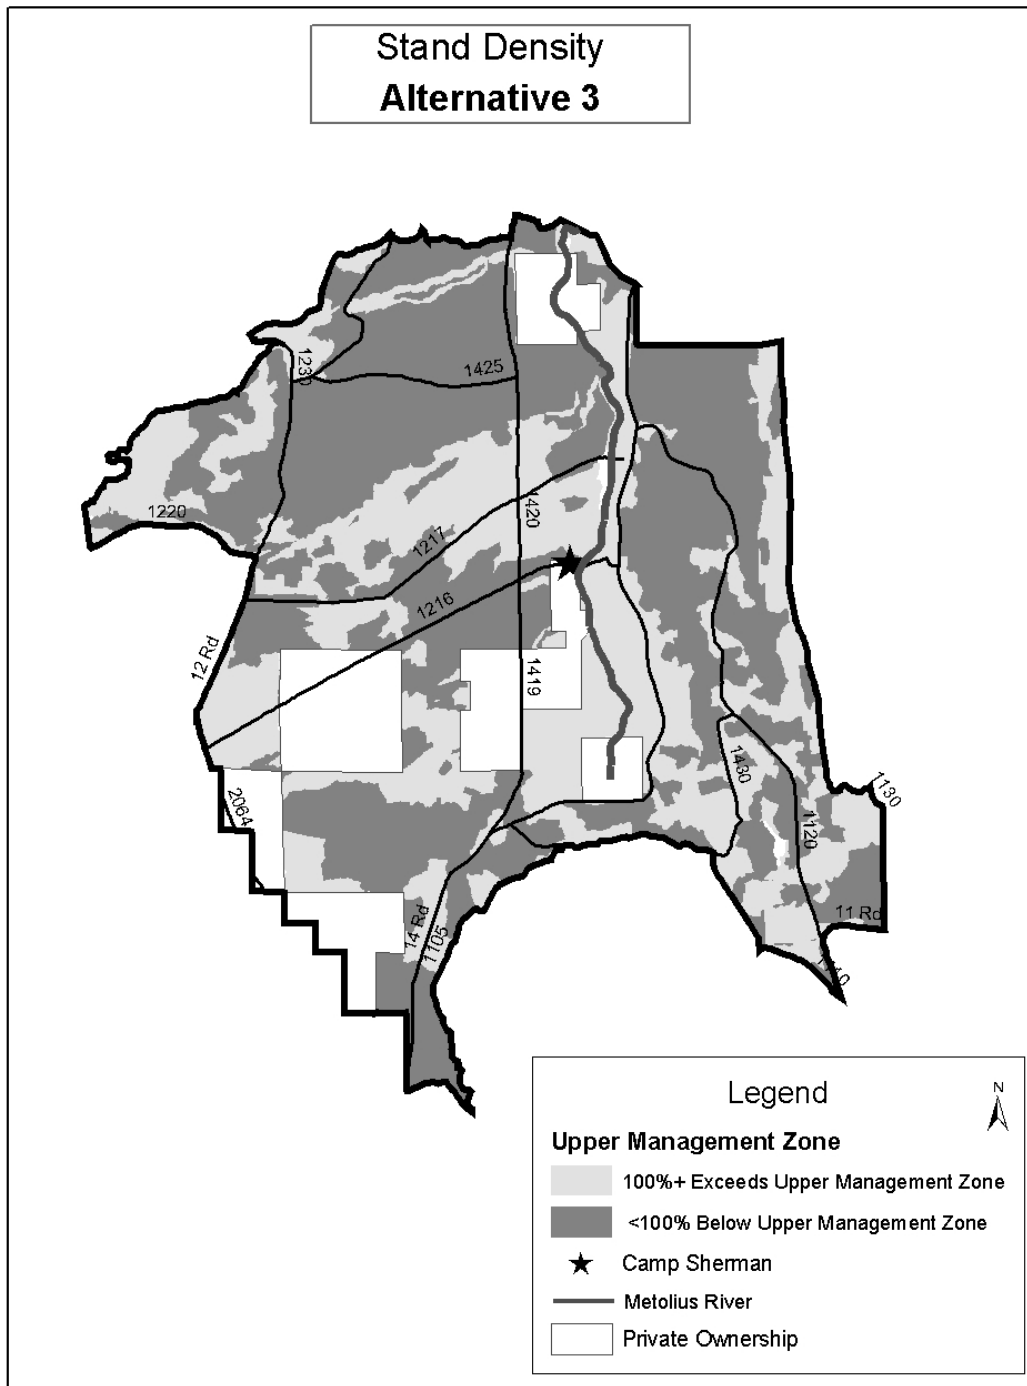 Stand Density
Alternative 3
1230
1425
1220
1420
1217
1216
12 Rd
1419
2064
1430
1130
1120
14 Rd
1105
11 Rd
Legend
N
Upper Management Zone
100%+ Exceeds Upper Management Zone
<100% Below Upper Management Zone
Camp Sherman
Metolius River
Private Ownership